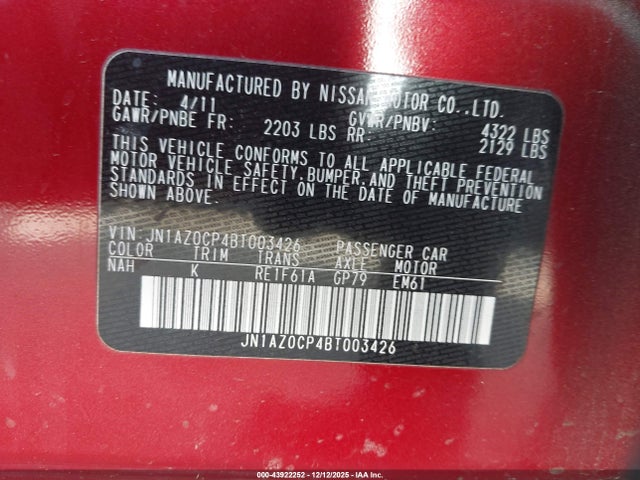 MANUFACTURED BY NISSAN MOTOR CO.,LTD.
DATE: 4/11 GVWR/PNBV: 4322 LBS
GAWR/PNBE FR: 2203 LBS RR: 2129 LBS
THIS VEHICLE CONFORMS TO ALL APPLICABLE FEDERAL
MOTOR VEHICLE SAFETY, BUMPER, AND THEFT PREVENTION
STANDARDS IN EFFECT ON THE DATE OF MANUFACTURE
SHOWN ABOVE.
VIN: JN1AZ0CP4BT003426 PASSENGER CAR
COLOR TRIM TRANS AXLE MOTOR
NAH K RE1F61A GP79 EM61
JN1AZ0CP4BT003426
000-43922252 - 12/12/2025 - IAA, Inc.